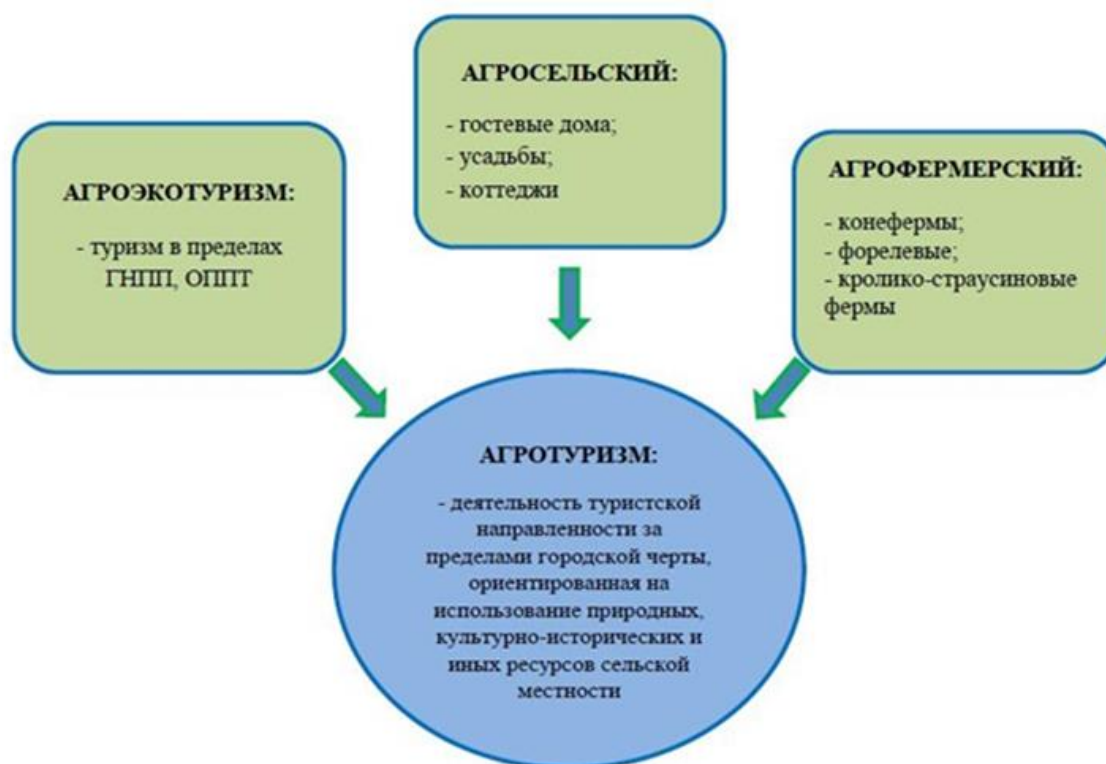 АГРОСЕЛЬСКИЙ:
- гостевые дома;
- усадьбы;
- коттеджи
АГРОЭКОТУРИЗМ:
- туризм в пределах
ГНПП, ОППТ
АГРОФЕРМЕРСКИЙ:
- конефермы;
- форелевые;
- кролико-страусиновые
фермы
АГРОТУРИЗМ:
- деятельность туристской
направленности за
пределами городской черты,
ориентированная на
использование природных,
культурно-исторических и
иных ресурсов сельской
местности